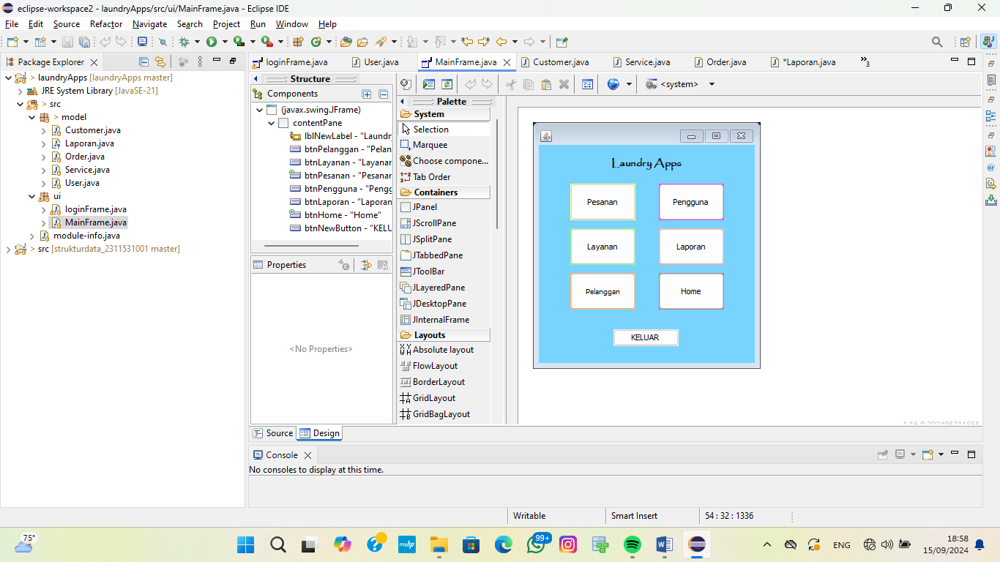 eclipse-workspace2 - laundryApps/src/ui/MainFrame.java - Eclipse IDE
File Edit Source Refactor Navigate Search Project Run Window Help
Package Explorer
loginFrame.java User.java MainFrame.java Customer.java Service.java Order.java *Laporan.java »3
> laundryApps [laundryApps master]
JRE System Library [JavaSE-21]
> src
> model
Customer.java
Laporan.java
Order.java
Service.java
User.java
ui
loginFrame.java
MainFrame.java
module-info.java
> src [strukturdata_2311531001 master]
Structure
Components
(javax.swing.JFrame)
contentPane
lblNewLabel - "Laundr
btnPelanggan - "Pelan
btnLayanan - "Layanar
btnPesanan - "Pesanar
btnPengguna - "Pengg
btnLaporan - "Laporan
btnHome - "Home"
btnNewButton - "KELU
Properties
<No Properties>
<system>
Palette
System
Selection
Marquee
Choose compone...
Tab Order
Containers
JPanel
JScrollPane
JSplitPane
JTabbedPane
JToolBar
JLayeredPane
JDesktopPane
JInternalFrame
Layouts
Absolute layout
FlowLayout
BorderLayout
GridLayout
GridBagLayout
Laundry Apps
Pesanan Pengguna
Layanan Laporan
Pelanggan Home
KELUAR
Source Design
Console
No consoles to display at this time.
Writable Smart Insert 54 : 32 : 1336
75°
myhp
99+
ENG
18:58
15/09/2024